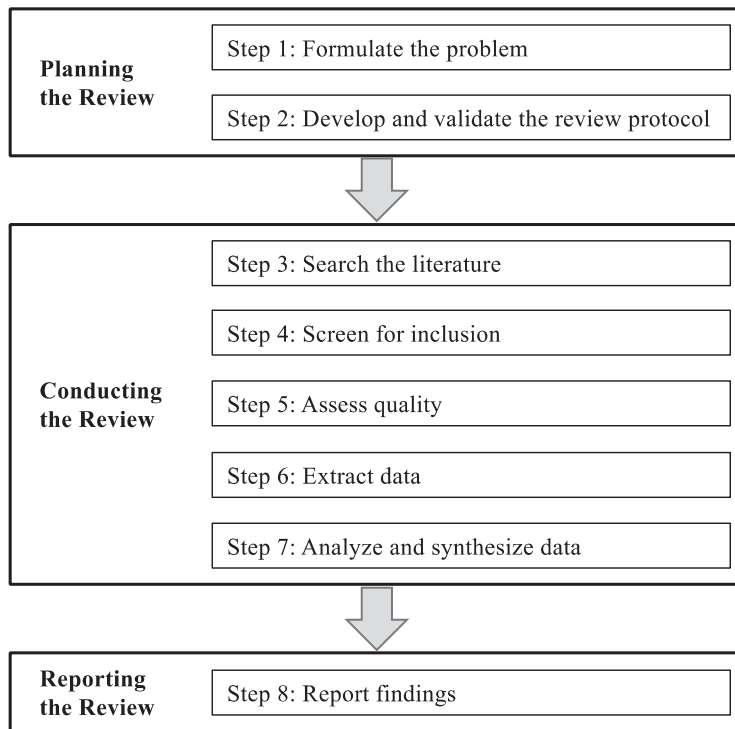 Planning
the Review
Step 1: Formulate the problem
Step 2: Develop and validate the review protocol
Conducting
the Review
Step 3: Search the literature
Step 4: Screen for inclusion
Step 5: Assess quality
Step 6: Extract data
Step 7: Analyze and synthesize data
Reporting
the Review
Step 8: Report findings